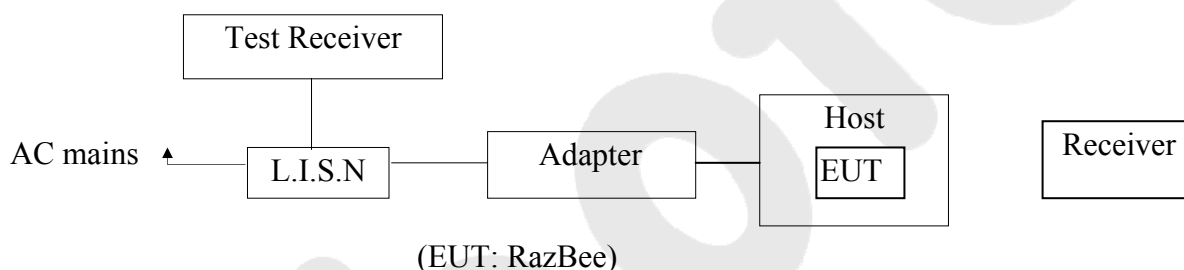 Test Receiver
AC mains
L.I.S.N
Adapter
Host
EUT
Receiver
(EUT: RazBee)